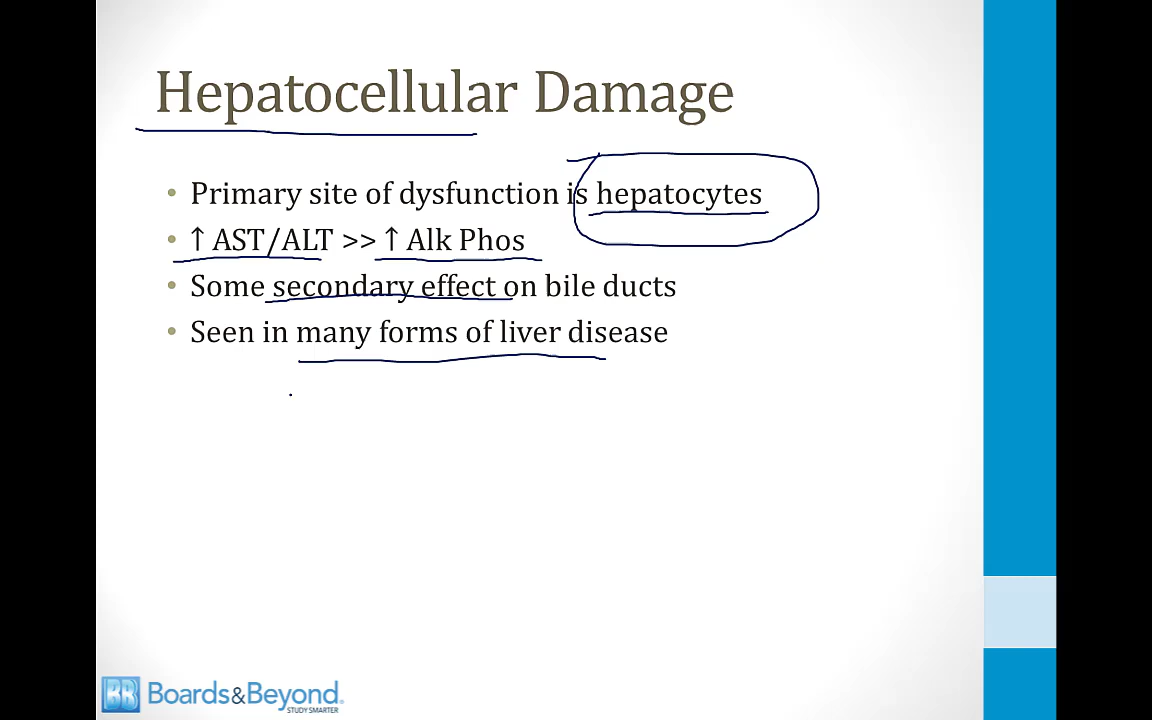 Hepatocellular Damage
• Primary site of dysfunction is hepatocytes
• ↑ AST/ALT >> ↑ Alk Phos
• Some secondary effect on bile ducts
• Seen in many forms of liver disease
BB Boards&Beyond.
STUDY SMARTER